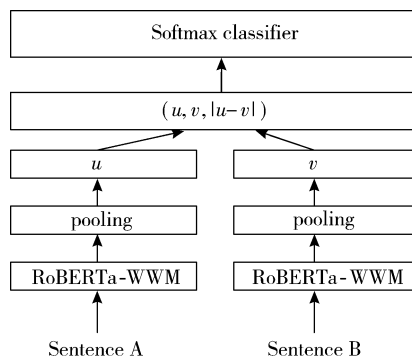 Softmax classifier
(u, v, |u-v|)
u
v
pooling
pooling
RoBERTa-WWM
RoBERTa-WWM
Sentence A
Sentence B